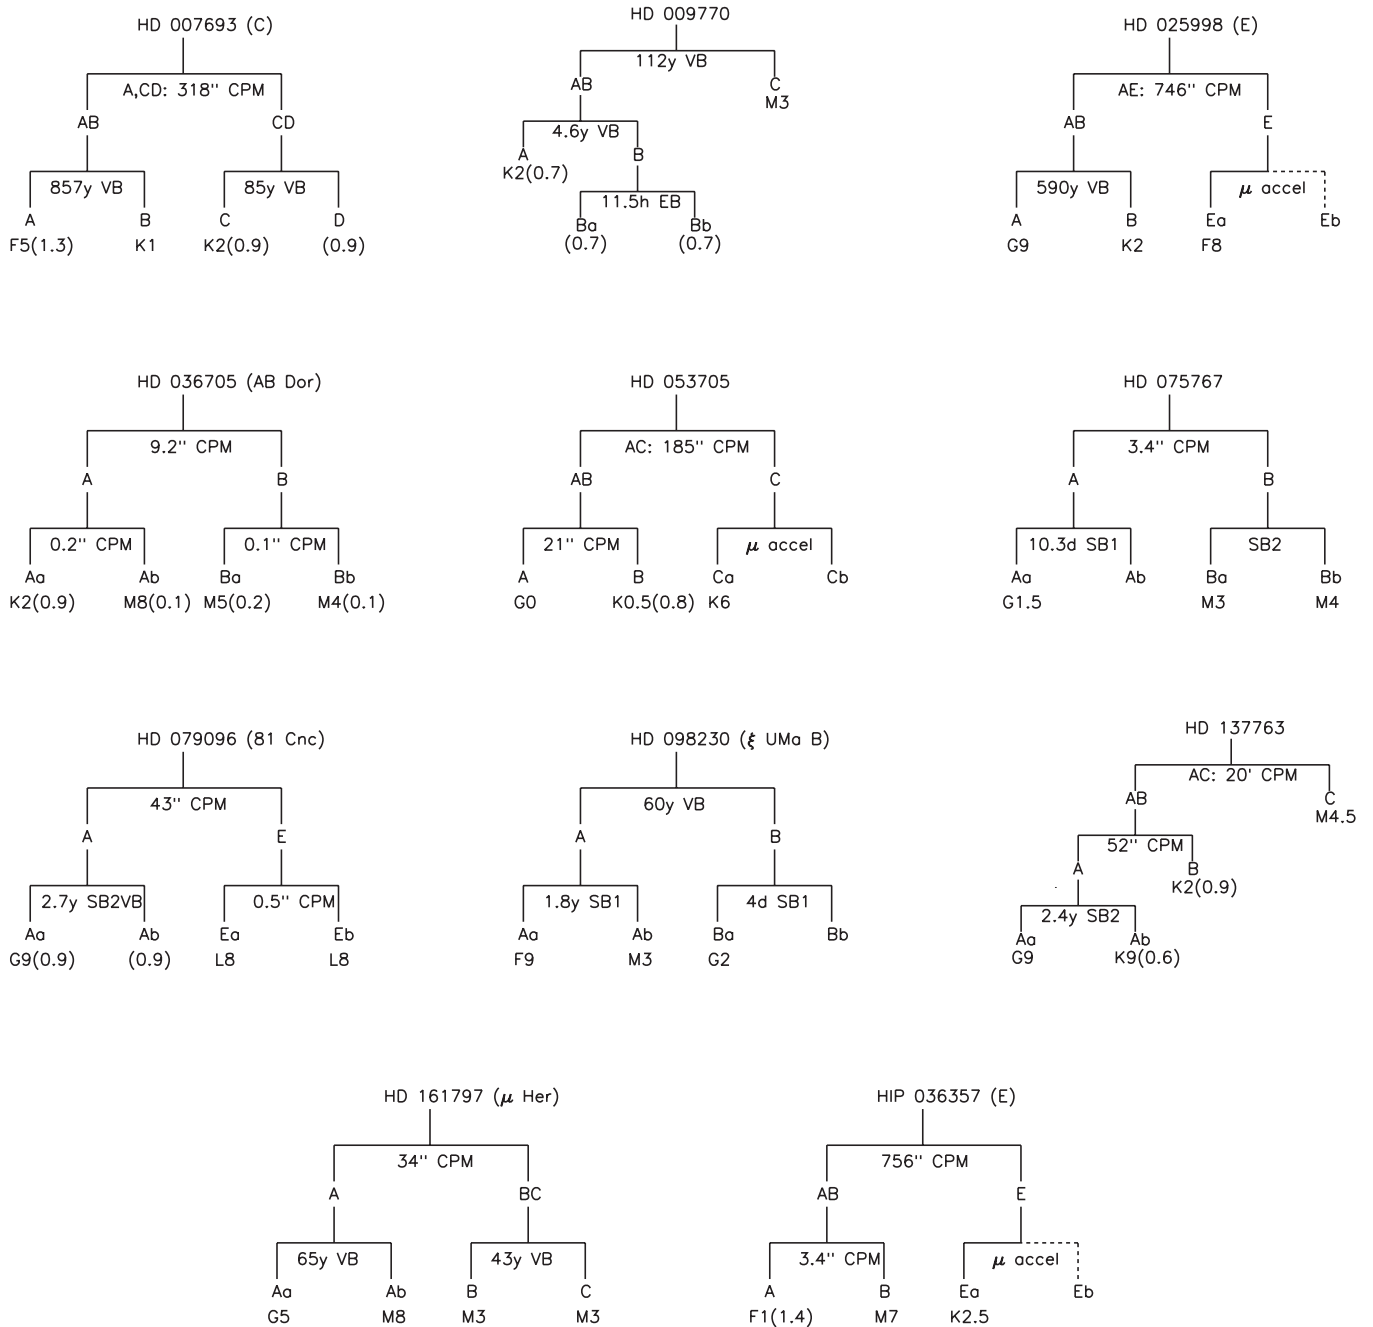 HD 007693 (C)
A,CD: 318" CPM
AB CD
857y VB 85y VB
A B C D
F5(1.3) K1 K2(0.9) (0.9)
HD 009770
112y VB
AB C
M3
4.6y VB
A B
K2(0.7)
11.5h EB
Ba Bb
(0.7) (0.7)
HD 025998 (E)
AE: 746" CPM
AB E
590y VB μ accel
A B Ea Eb
G9 K2 F8
HD 036705 (AB Dor)
9.2" CPM
A B
0.2" CPM 0.1" CPM
Aa Ab Ba Bb
K2(0.9) M8(0.1) M5(0.2) M4(0.1)
HD 053705
AC: 185" CPM
AB C
21" CPM μ accel
A B Ca Cb
G0 K0.5(0.8) K6
HD 075767
3.4" CPM
A B
10.3d SB1 SB2
Aa Ab Ba Bb
G1.5 M3 M4
HD 079096 (81 Cnc)
43" CPM
A E
2.7y SB2VB 0.5" CPM
Aa Ab Ea Eb
G9(0.9) (0.9) L8 L8
HD 098230 (ξ UMa B)
60y VB
A B
1.8y SB1 4d SB1
Aa Ab Ba Bb
F9 M3 G2
HD 137763
AC: 20' CPM
AB C
M4.5
52" CPM
A B
K2(0.9)
2.4y SB2
Aa Ab
G9 K9(0.6)
HD 161797 (μ Her)
34" CPM
A BC
65y VB 43y VB
Aa Ab B C
G5 M8 M3 M3
HIP 036357 (E)
756" CPM
AB E
3.4" CPM μ accel
A B Ea Eb
F1(1.4) M7 K2.5